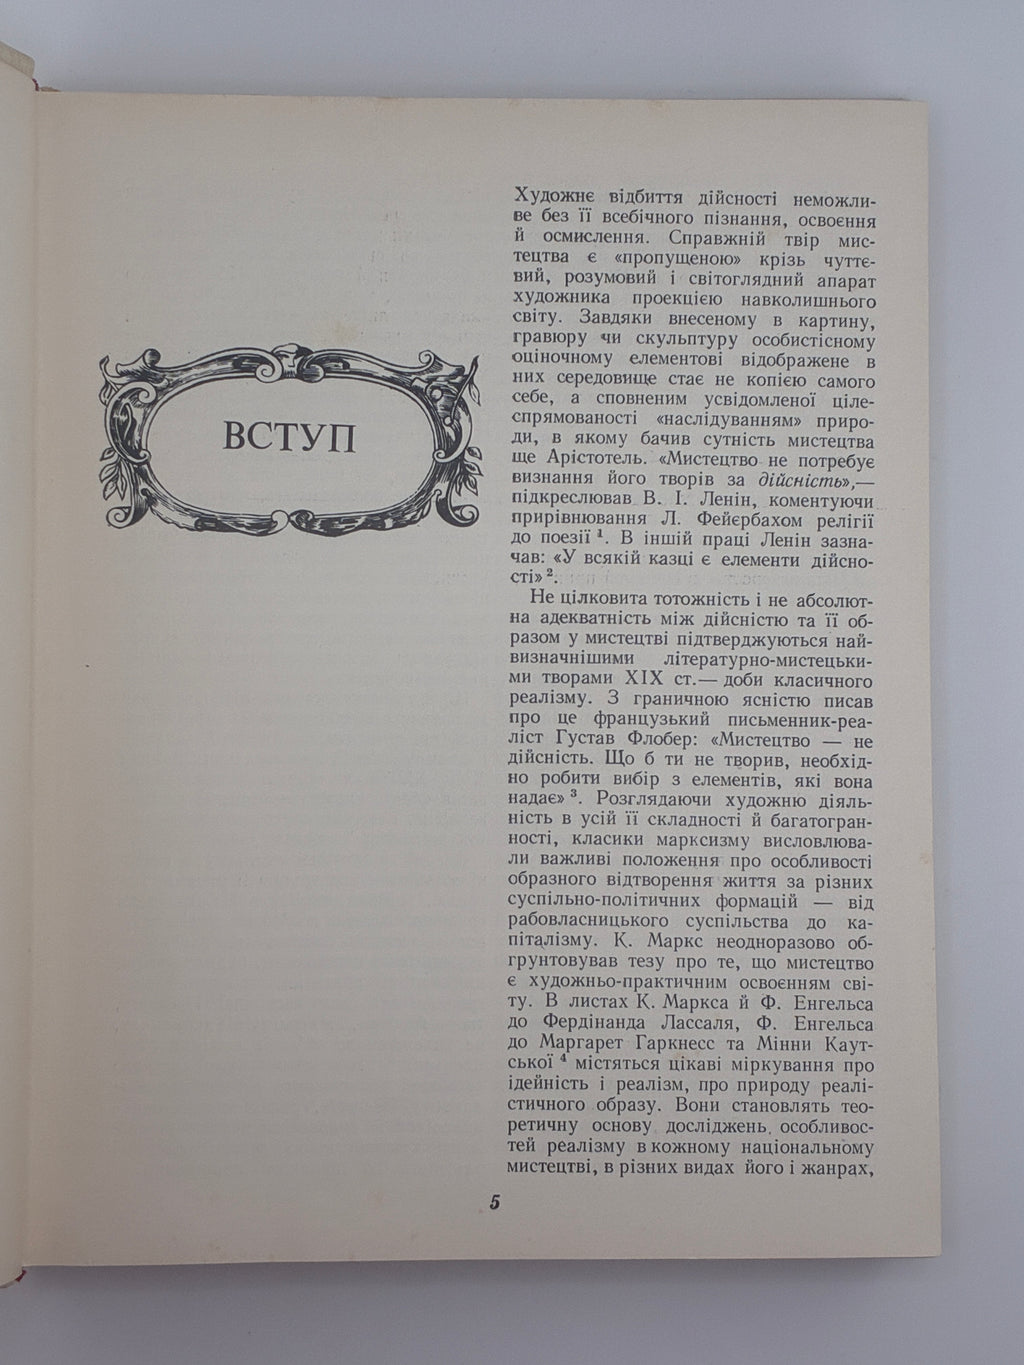 ВСТУП
Художнє відбиття дійсності неможли-
ве без її всебічного пізнання, освоєння
й осмислення. Справжній твір мис-
тецтва є «пропущеною» крізь чуттє-
вий, розумовий і світоглядний апарат
художника проекцією навколишнього
світу. Завдяки внесеному в картину,
гравюру чи скульптуру особистісному
оціночному елементові відображене в
них середовище стає не копією самого
себе, а сповненим усвідомленої ціле-
спрямованості «наслідуванням» приро-
ди, в якому бачив сутність мистецтва
ще Арістотель. «Мистецтво не потребує
визнання його творів за дійсність»,—
підкреслював В. І. Ленін, коментуючи
прирівнювання Л. Фейєрбахом релігії
до поезії ¹. В іншій праці Ленін зазна-
чав: «У всякій казці є елементи дійсно-
сті» ².
Не цілковита тотожність і не абсолют-
на адекватність між дійсністю та її об-
разом у мистецтві підтверджуються най-
визначнішими літературно-мистецьки-
ми творами XIX ст.— доби класичного
реалізму. З граничною ясністю писав
про це французький письменник-реа-
ліст Густав Флобер: «Мистецтво — не
дійсність. Що б ти не творив, необхід-
но робити вибір з елементів, які вона
надає» ³. Розглядаючи художню діяль-
ність в усій її складності й багатогран-
ності, класики марксизму висловлюва-
ли важливі положення про особливості
образного відтворення життя за різних
суспільно-політичних формацій — від
рабовласницького суспільства до ка-
піталізму. К. Маркс неодноразово об-
грунтовував тезу про те, що мистецтво
є художньо-практичним освоєнням сві-
ту. В листах К. Маркса й Ф. Енгельса
до Фердінанда Лассаля, Ф. Енгельса
до Маргарет Гаркнесс та Мінни Каут-
ської ⁴ містяться цікаві міркування про
ідейність і реалізм, про природу реалі-
стичного образу. Вони становлять тео-
ретичну основу досліджень особливос-
тей реалізму в кожному національному
мистецтві, в різних видах його і жанрах,
5